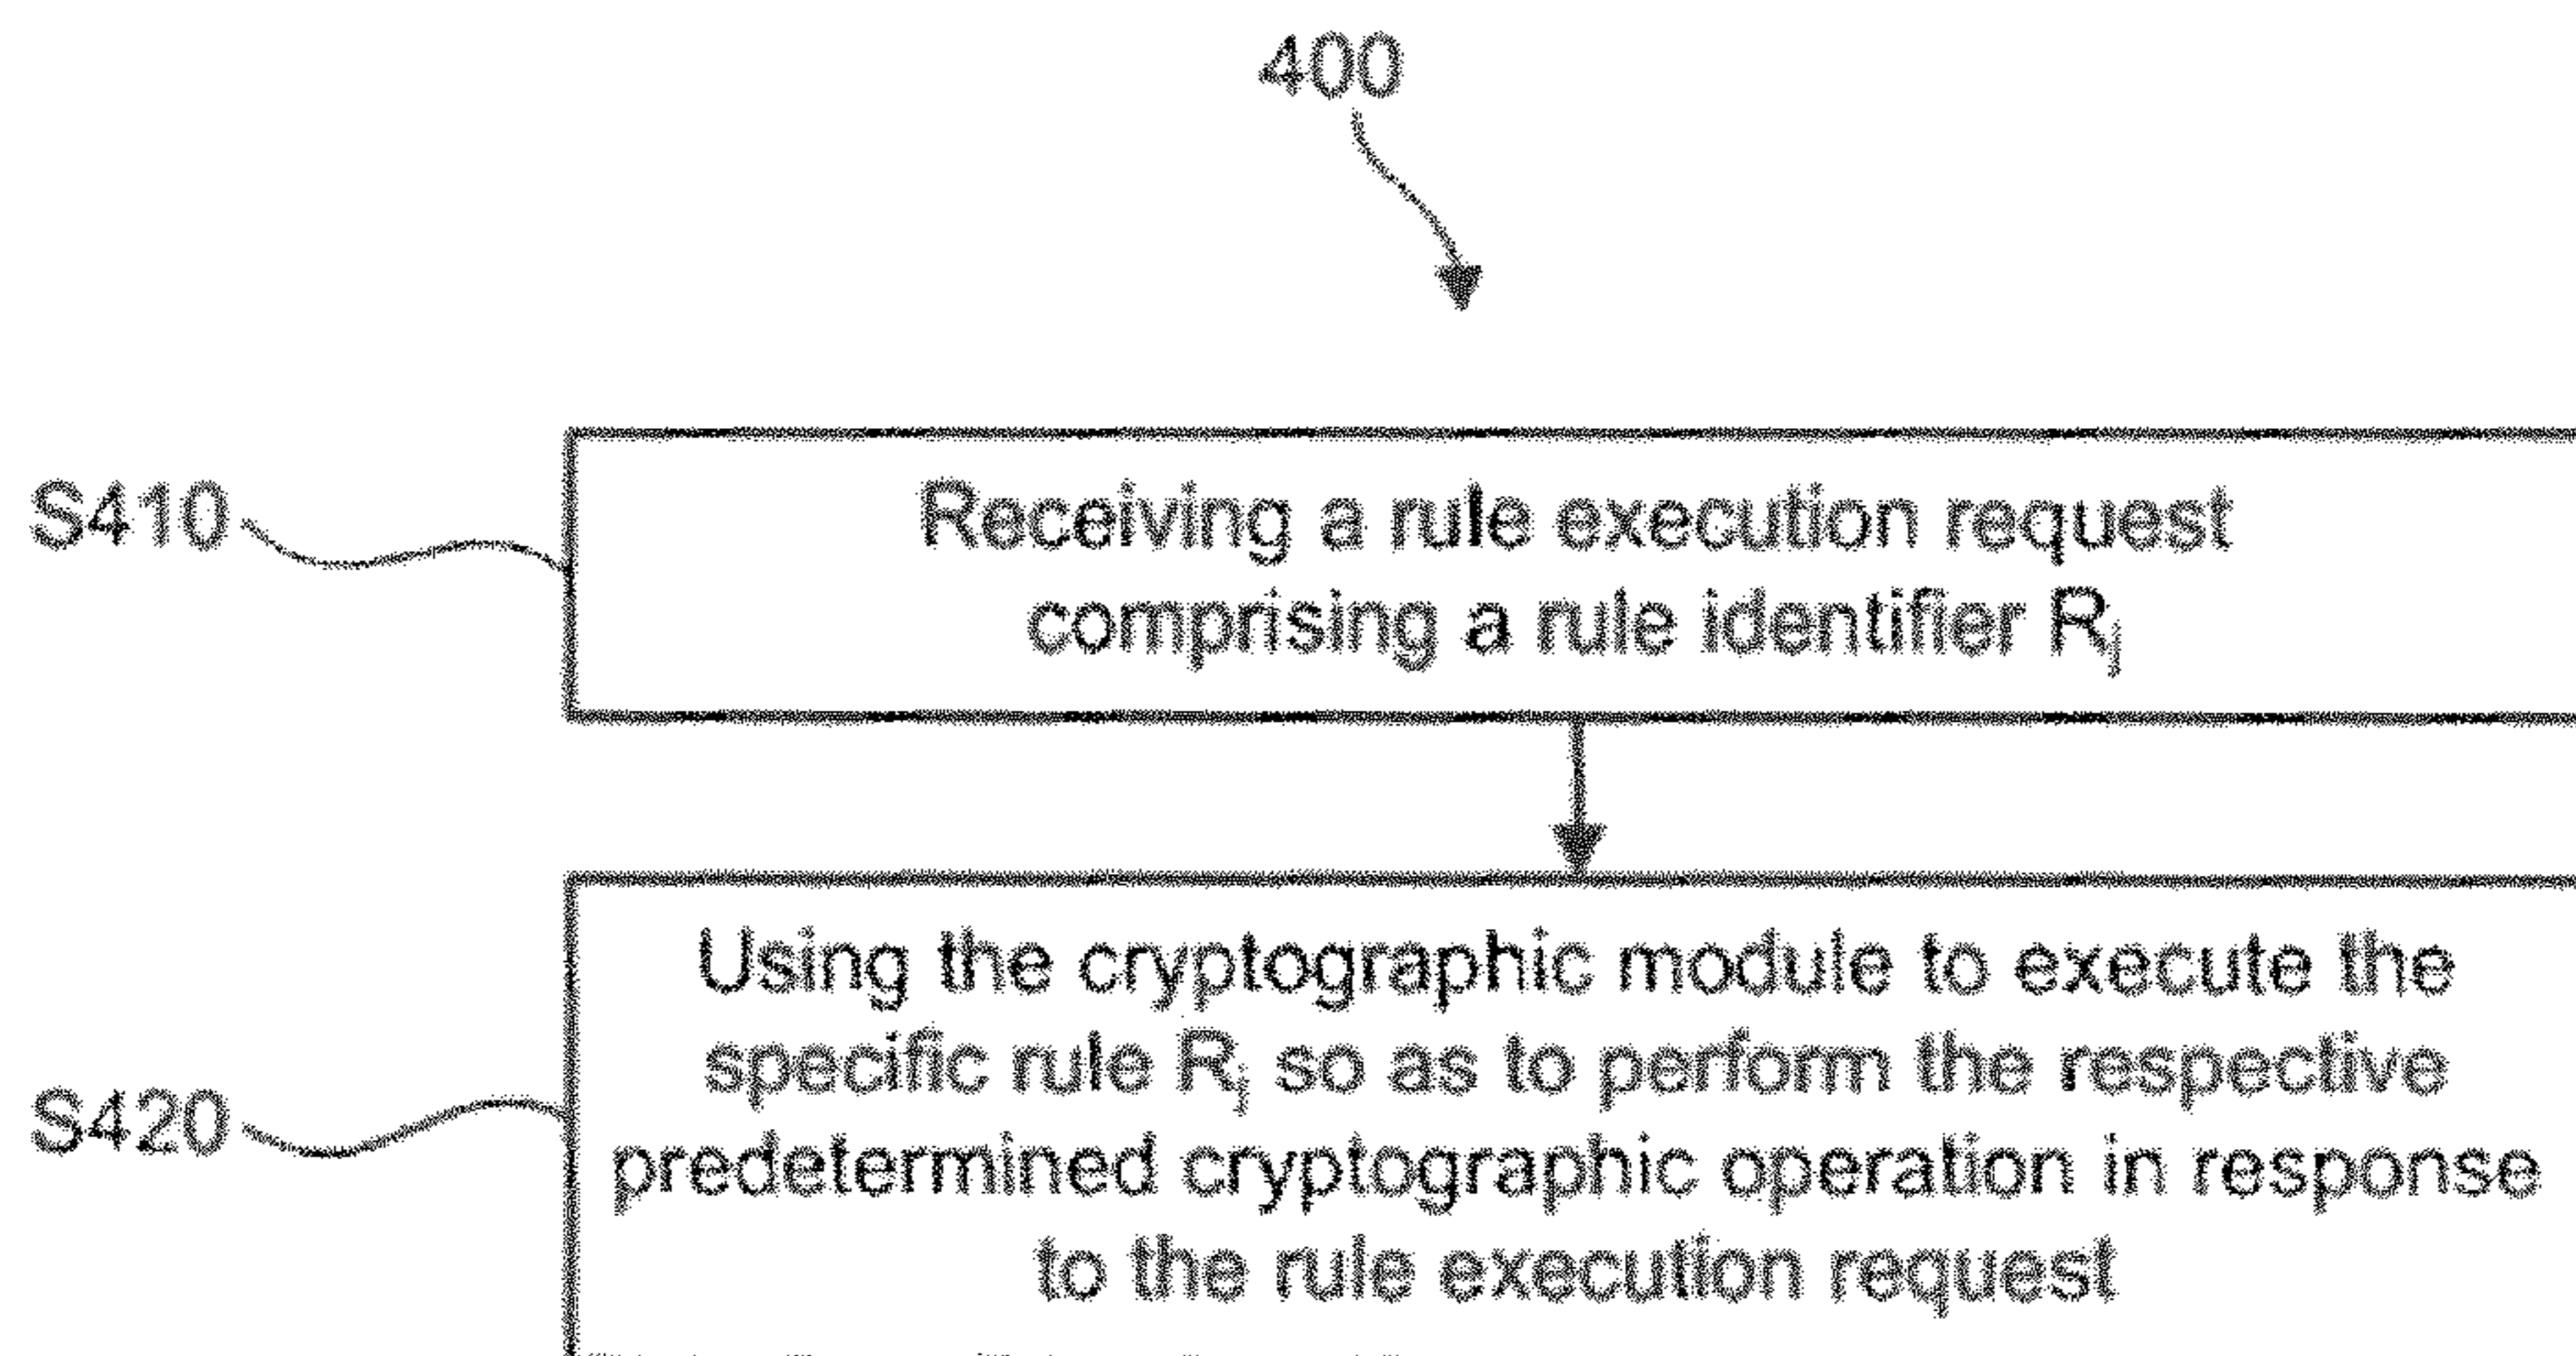 400
S410
Receiving a rule execution request
comprising a rule identifier Rj
S420
Using the cryptographic module to execute the
specific rule Rj so as to perform the respective
predetermined cryptographic operation in response
to the rule execution request